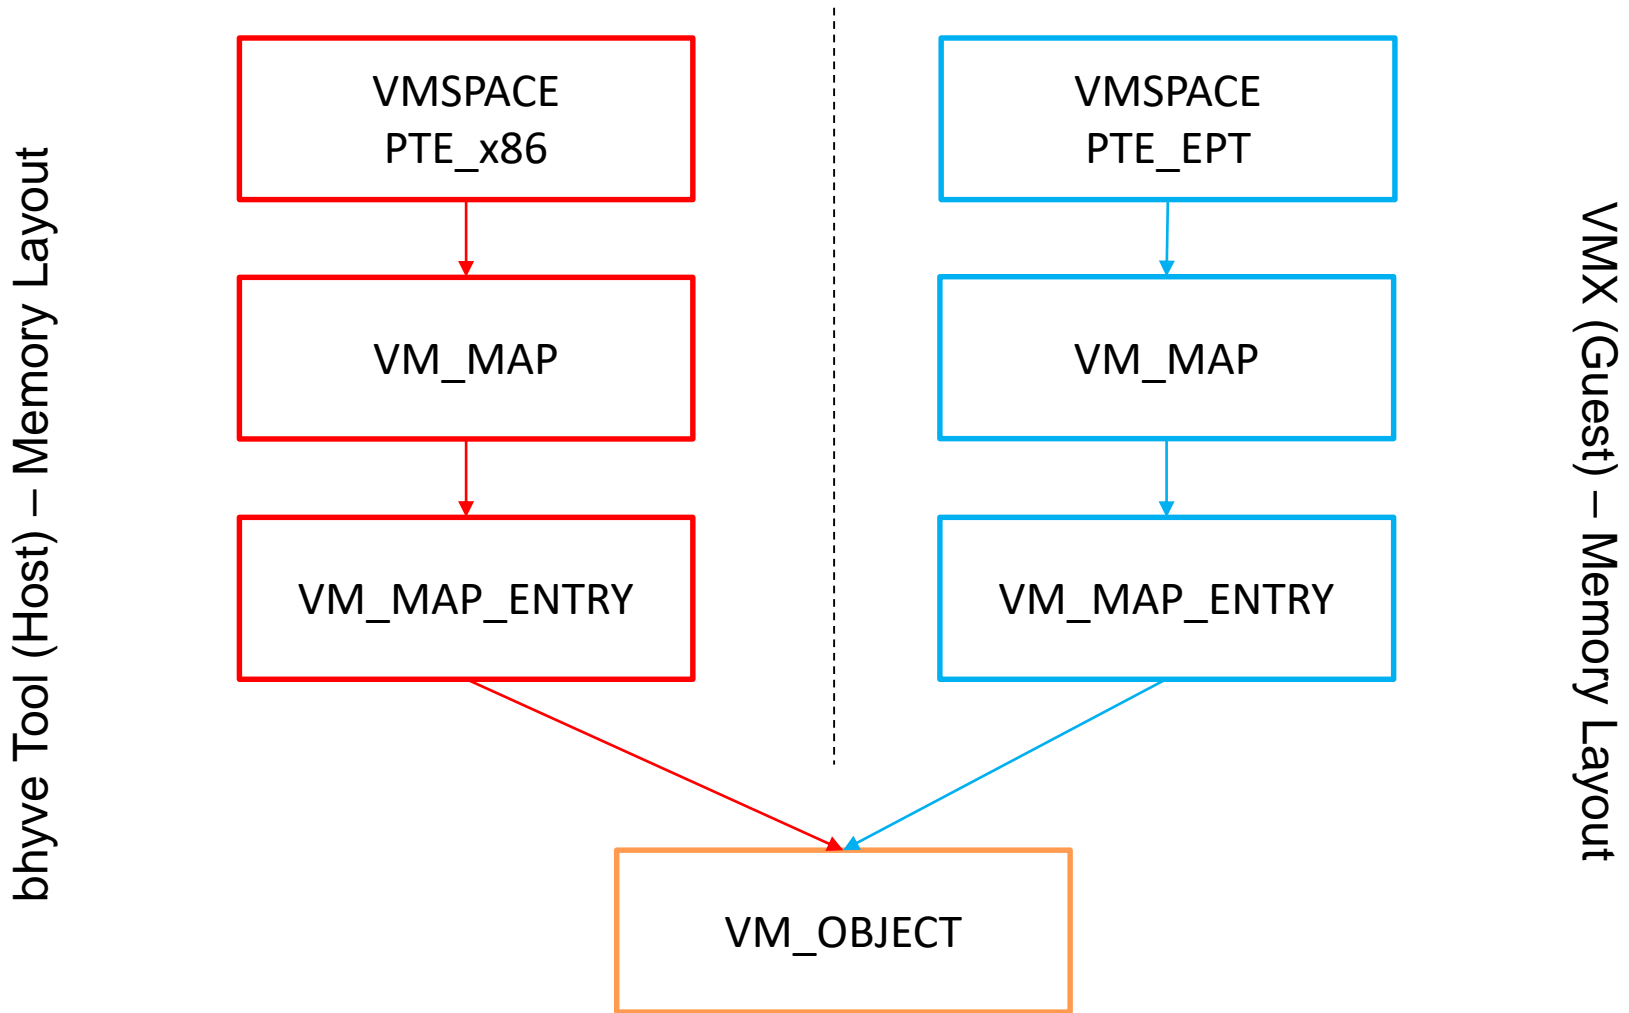 bhyve Tool (Host) – Memory Layout
VMSPACE
PTE_x86
VM_MAP
VM_MAP_ENTRY
VMSPACE
PTE_EPT
VM_MAP
VM_MAP_ENTRY
VM_OBJECT
VMX (Guest) – Memory Layout